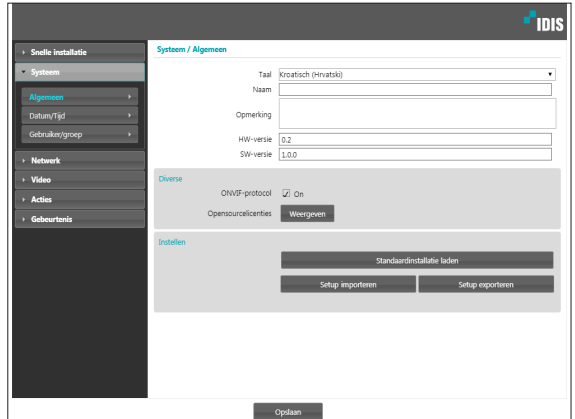 IDIS
Snelle installatie
Systeem
Algemeen
Datum/Tijd
Gebruiker/groep
Netwerk
Video
Acties
Gebeurtenis
Systeem / Algemeen
Taal Kroatisch (Hrvatski)
Naam
Opmerking
HW-versie 0.2
SW-versie 1.0.0
Diverse
ONVIF-protocol On
Opensourcelicenties Weergeven
Instellen
Standaardinstallatie laden
Setup importeren Setup exporteren
Opslaan